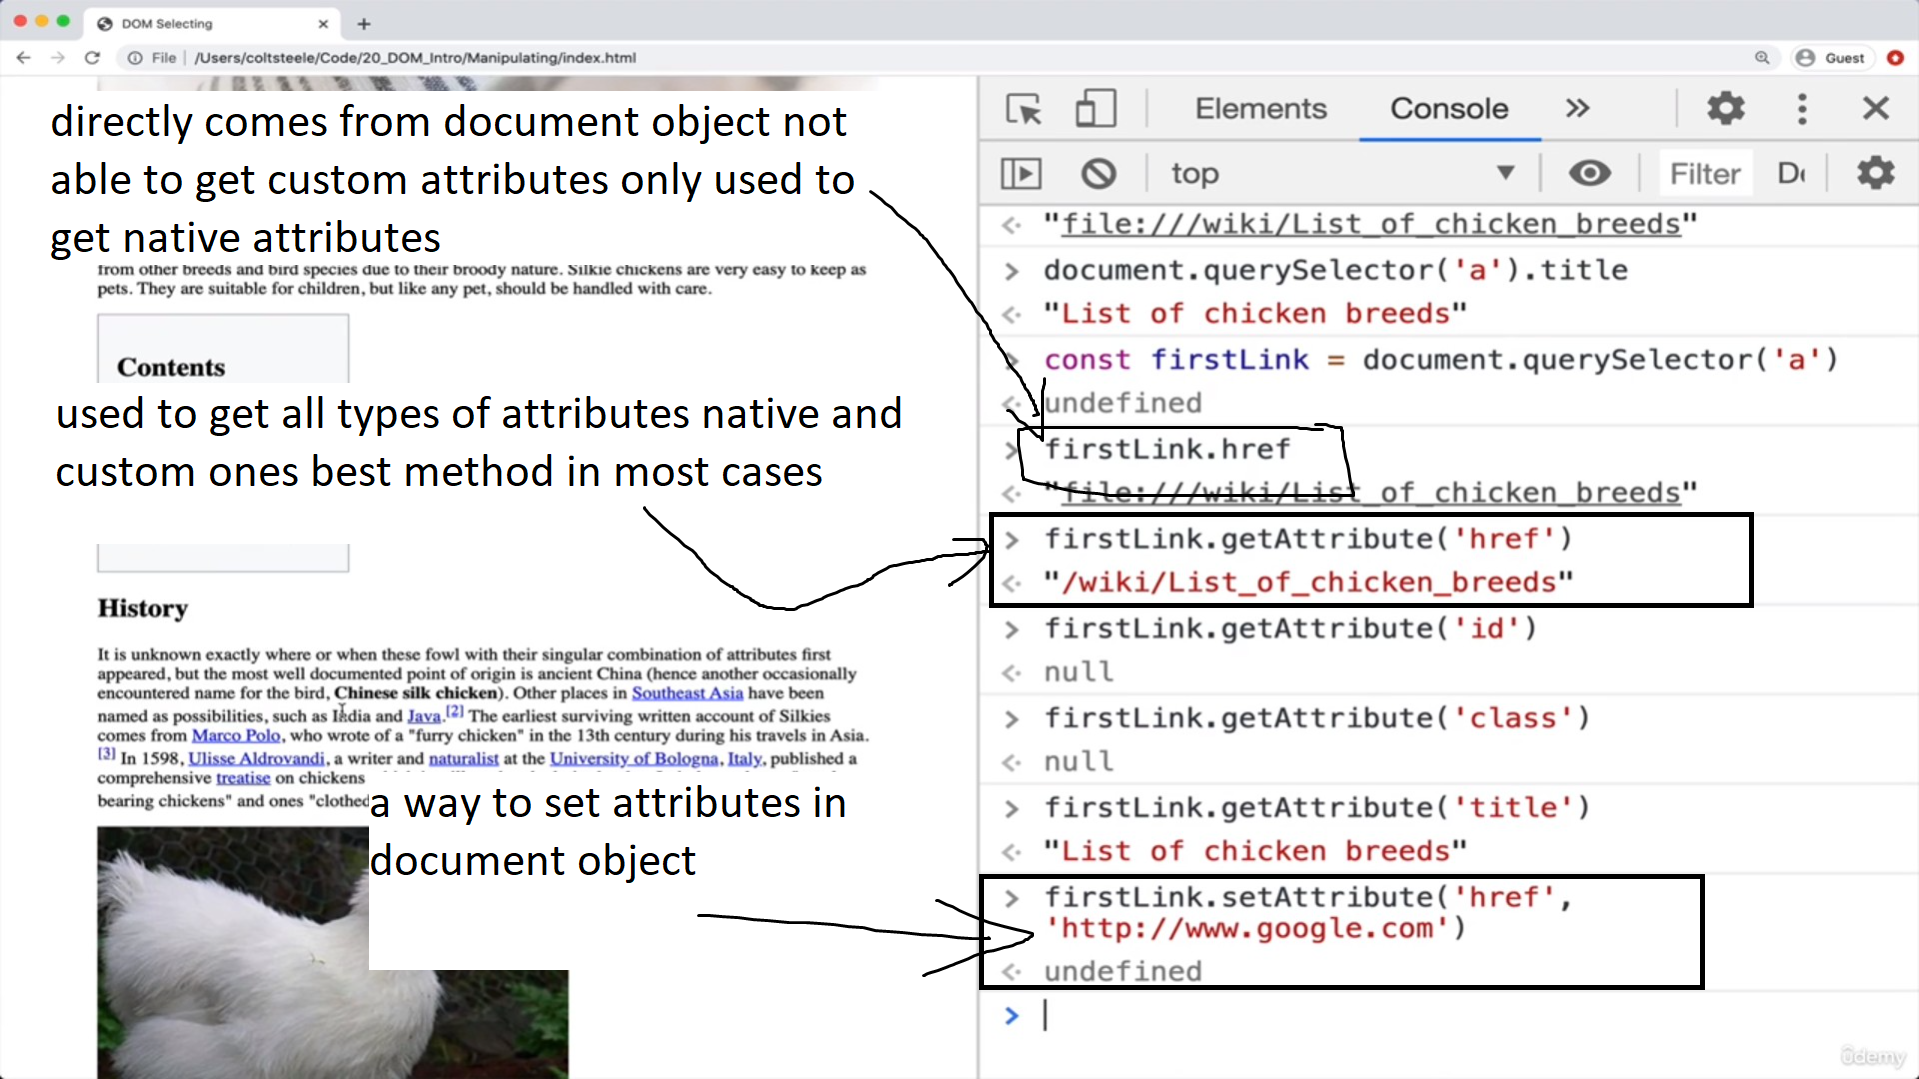 DOM Selecting
File | /Users/coltsteele/Code/20_DOM_Intro/Manipulating/index.html
Guest
directly comes from document object not
able to get custom attributes only used to
get native attributes
from other breeds and bird species due to their broody nature. Silkie chickens are very easy to keep as
pets. They are suitable for children, but like any pet, should be handled with care.
Contents
used to get all types of attributes native and
custom ones best method in most cases
History
It is unknown exactly where or when these fowl with their singular combination of attributes first
appeared, but the most well documented point of origin is ancient China (hence another occasionally
encountered name for the bird, Chinese silk chicken). Other places in Southeast Asia have been
named as possibilities, such as India and Java.[2] The earliest surviving written account of Silkies
comes from Marco Polo, who wrote of a "furry chicken" in the 13th century during his travels in Asia.
[3] In 1598, Ulisse Aldrovandi, a writer and naturalist at the University of Bologna, Italy, published a
comprehensive treatise on chickens
bearing chickens" and ones "clothed
a way to set attributes in
document object
Elements Console
top Filter
"file:///wiki/List_of_chicken_breeds"
document.querySelector('a').title
"List of chicken breeds"
const firstLink = document.querySelector('a')
undefined
firstLink.href
"file:///wiki/List_of_chicken_breeds"
firstLink.getAttribute('href')
"/wiki/List_of_chicken_breeds"
firstLink.getAttribute('id')
null
firstLink.getAttribute('class')
null
firstLink.getAttribute('title')
"List of chicken breeds"
firstLink.setAttribute('href',
'http://www.google.com')
undefined
ûdemy